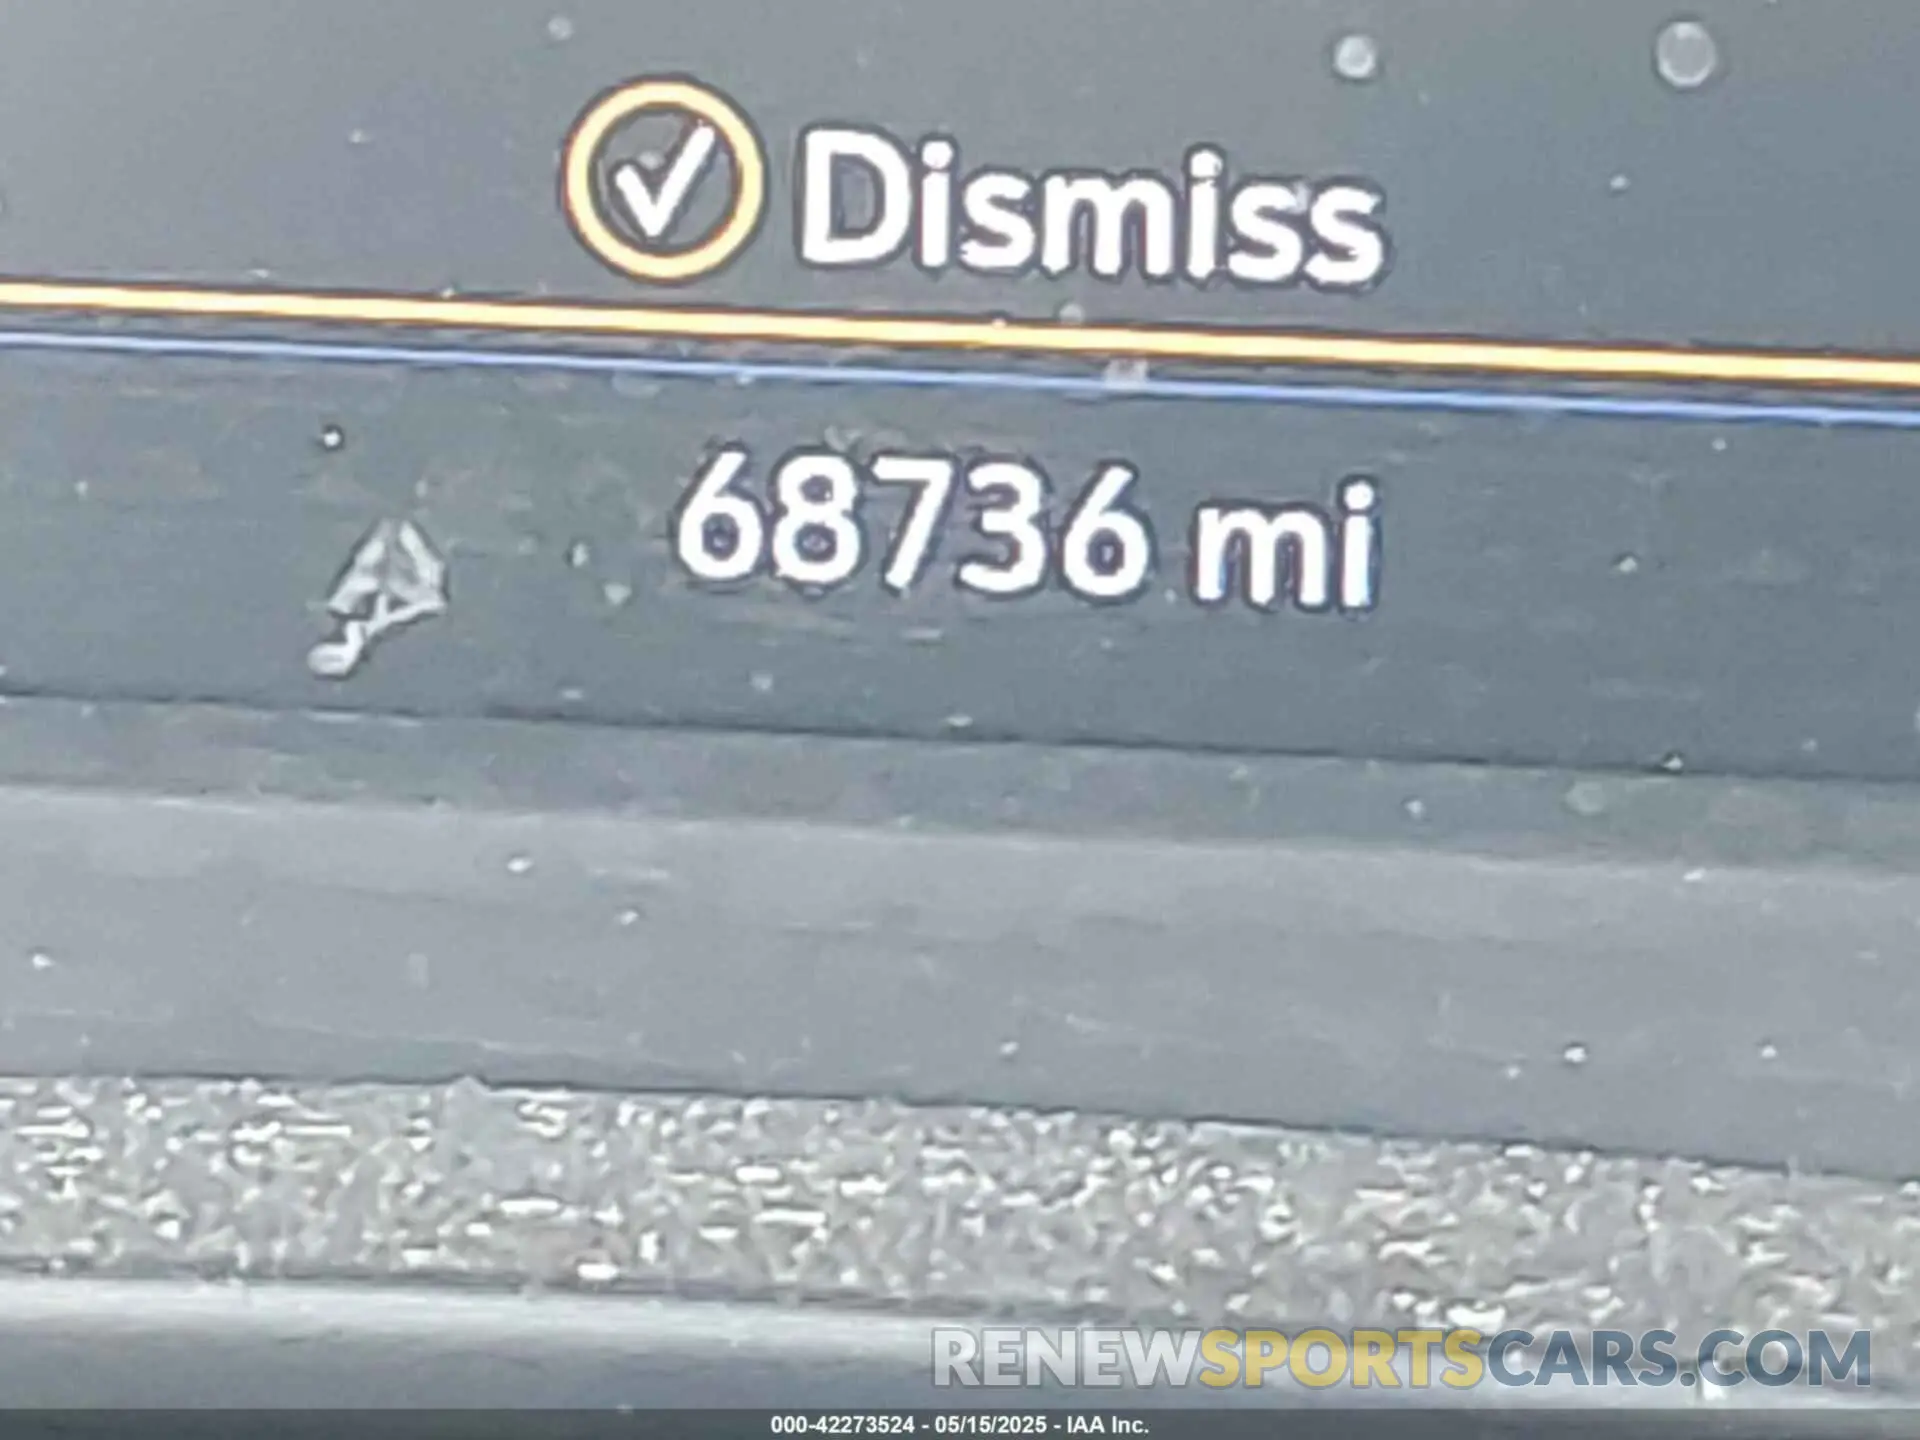 Dismiss
68736 mi
RENEWSPORTSCARS.COM
000-42273524 - 05/15/2025 - IAA Inc.